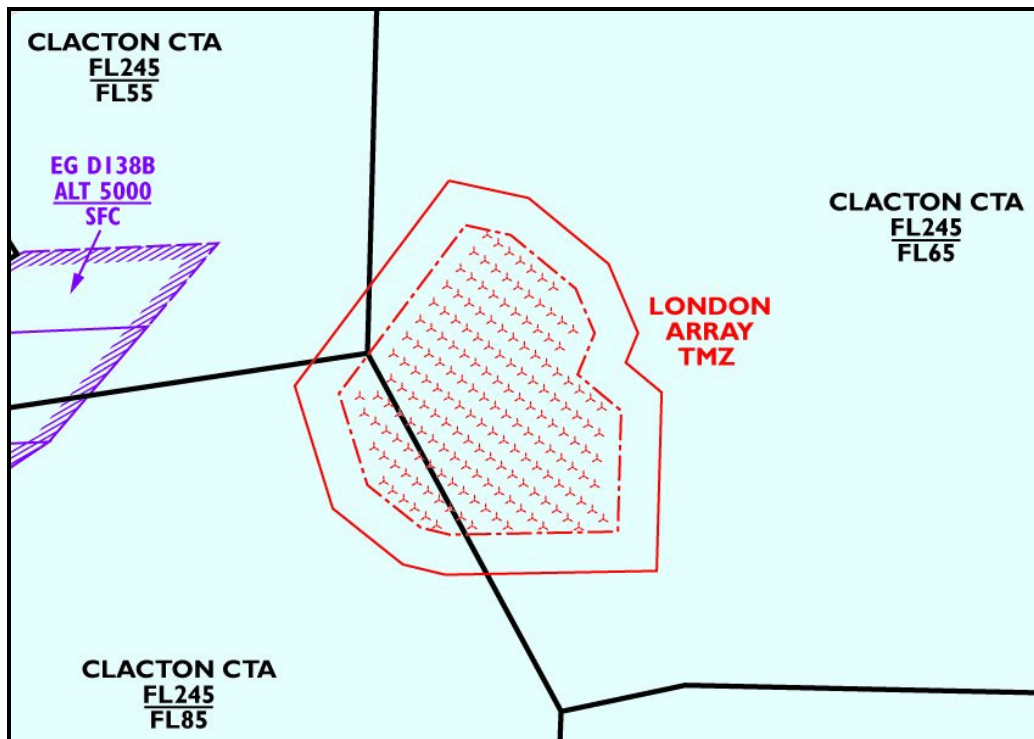 CLACTON CTA
FL245
FL55
EG D138B
ALT 5000
SFC
CLACTON CTA
FL245
FL65
LONDON
ARRAY
TMZ
CLACTON CTA
FL245
FL85